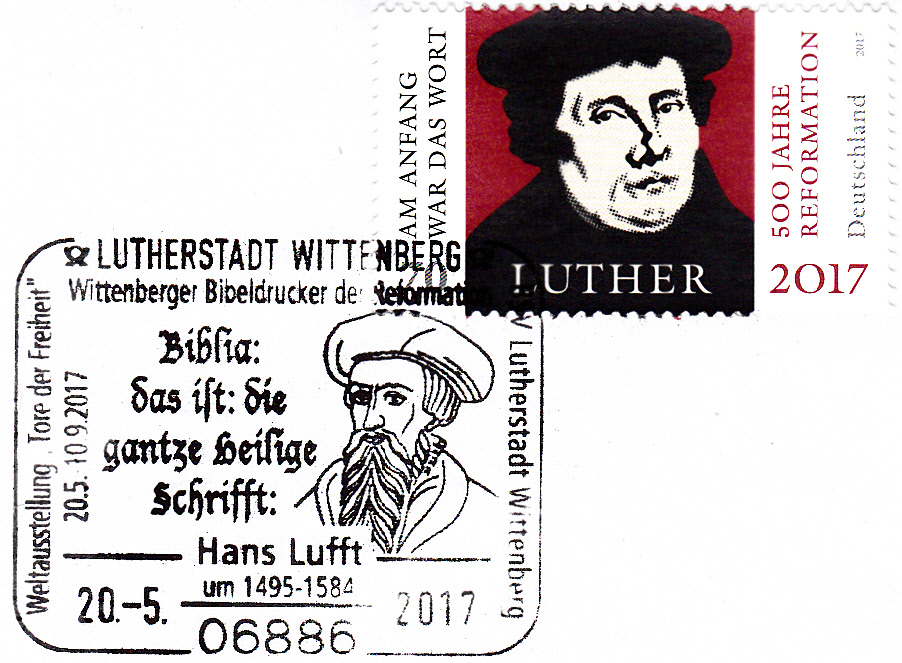 AM ANFANG
WAR DAS WORT
LUTHER
500 JAHRE
REFORMATION
Deutschland
2017
2017
LUTHERSTADT WITTENBERG
Wittenberger Bibeldrucker der Reformation
Weltausstellung „Tore der Freiheit"
20.5. 10.9.2017
Biblia:
das iſt: die
gantze Heilige
Schrifft:
Lutherstadt Wittenberg
Hans Lufft
um 1495-1584
20.-5. 2017
06886